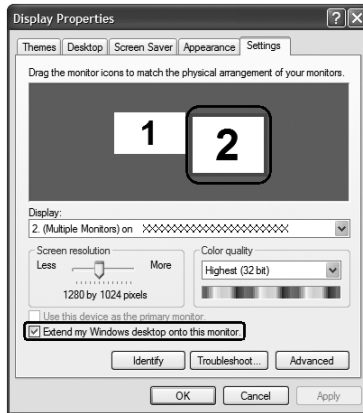 Display Properties
Themes Desktop Screen Saver Appearance Settings
Drag the monitor icons to match the physical arrangement of your monitors.
1 2
Display:
2. (Multiple Monitors) on XXXXXXXXXXXXXXXXXXXXXX
Screen resolution Color quality
Less More Highest (32 bit)
1280 by 1024 pixels
Use this device as the primary monitor.
Extend my Windows desktop onto this monitor.
Identify Troubleshoot... Advanced
OK Cancel Apply